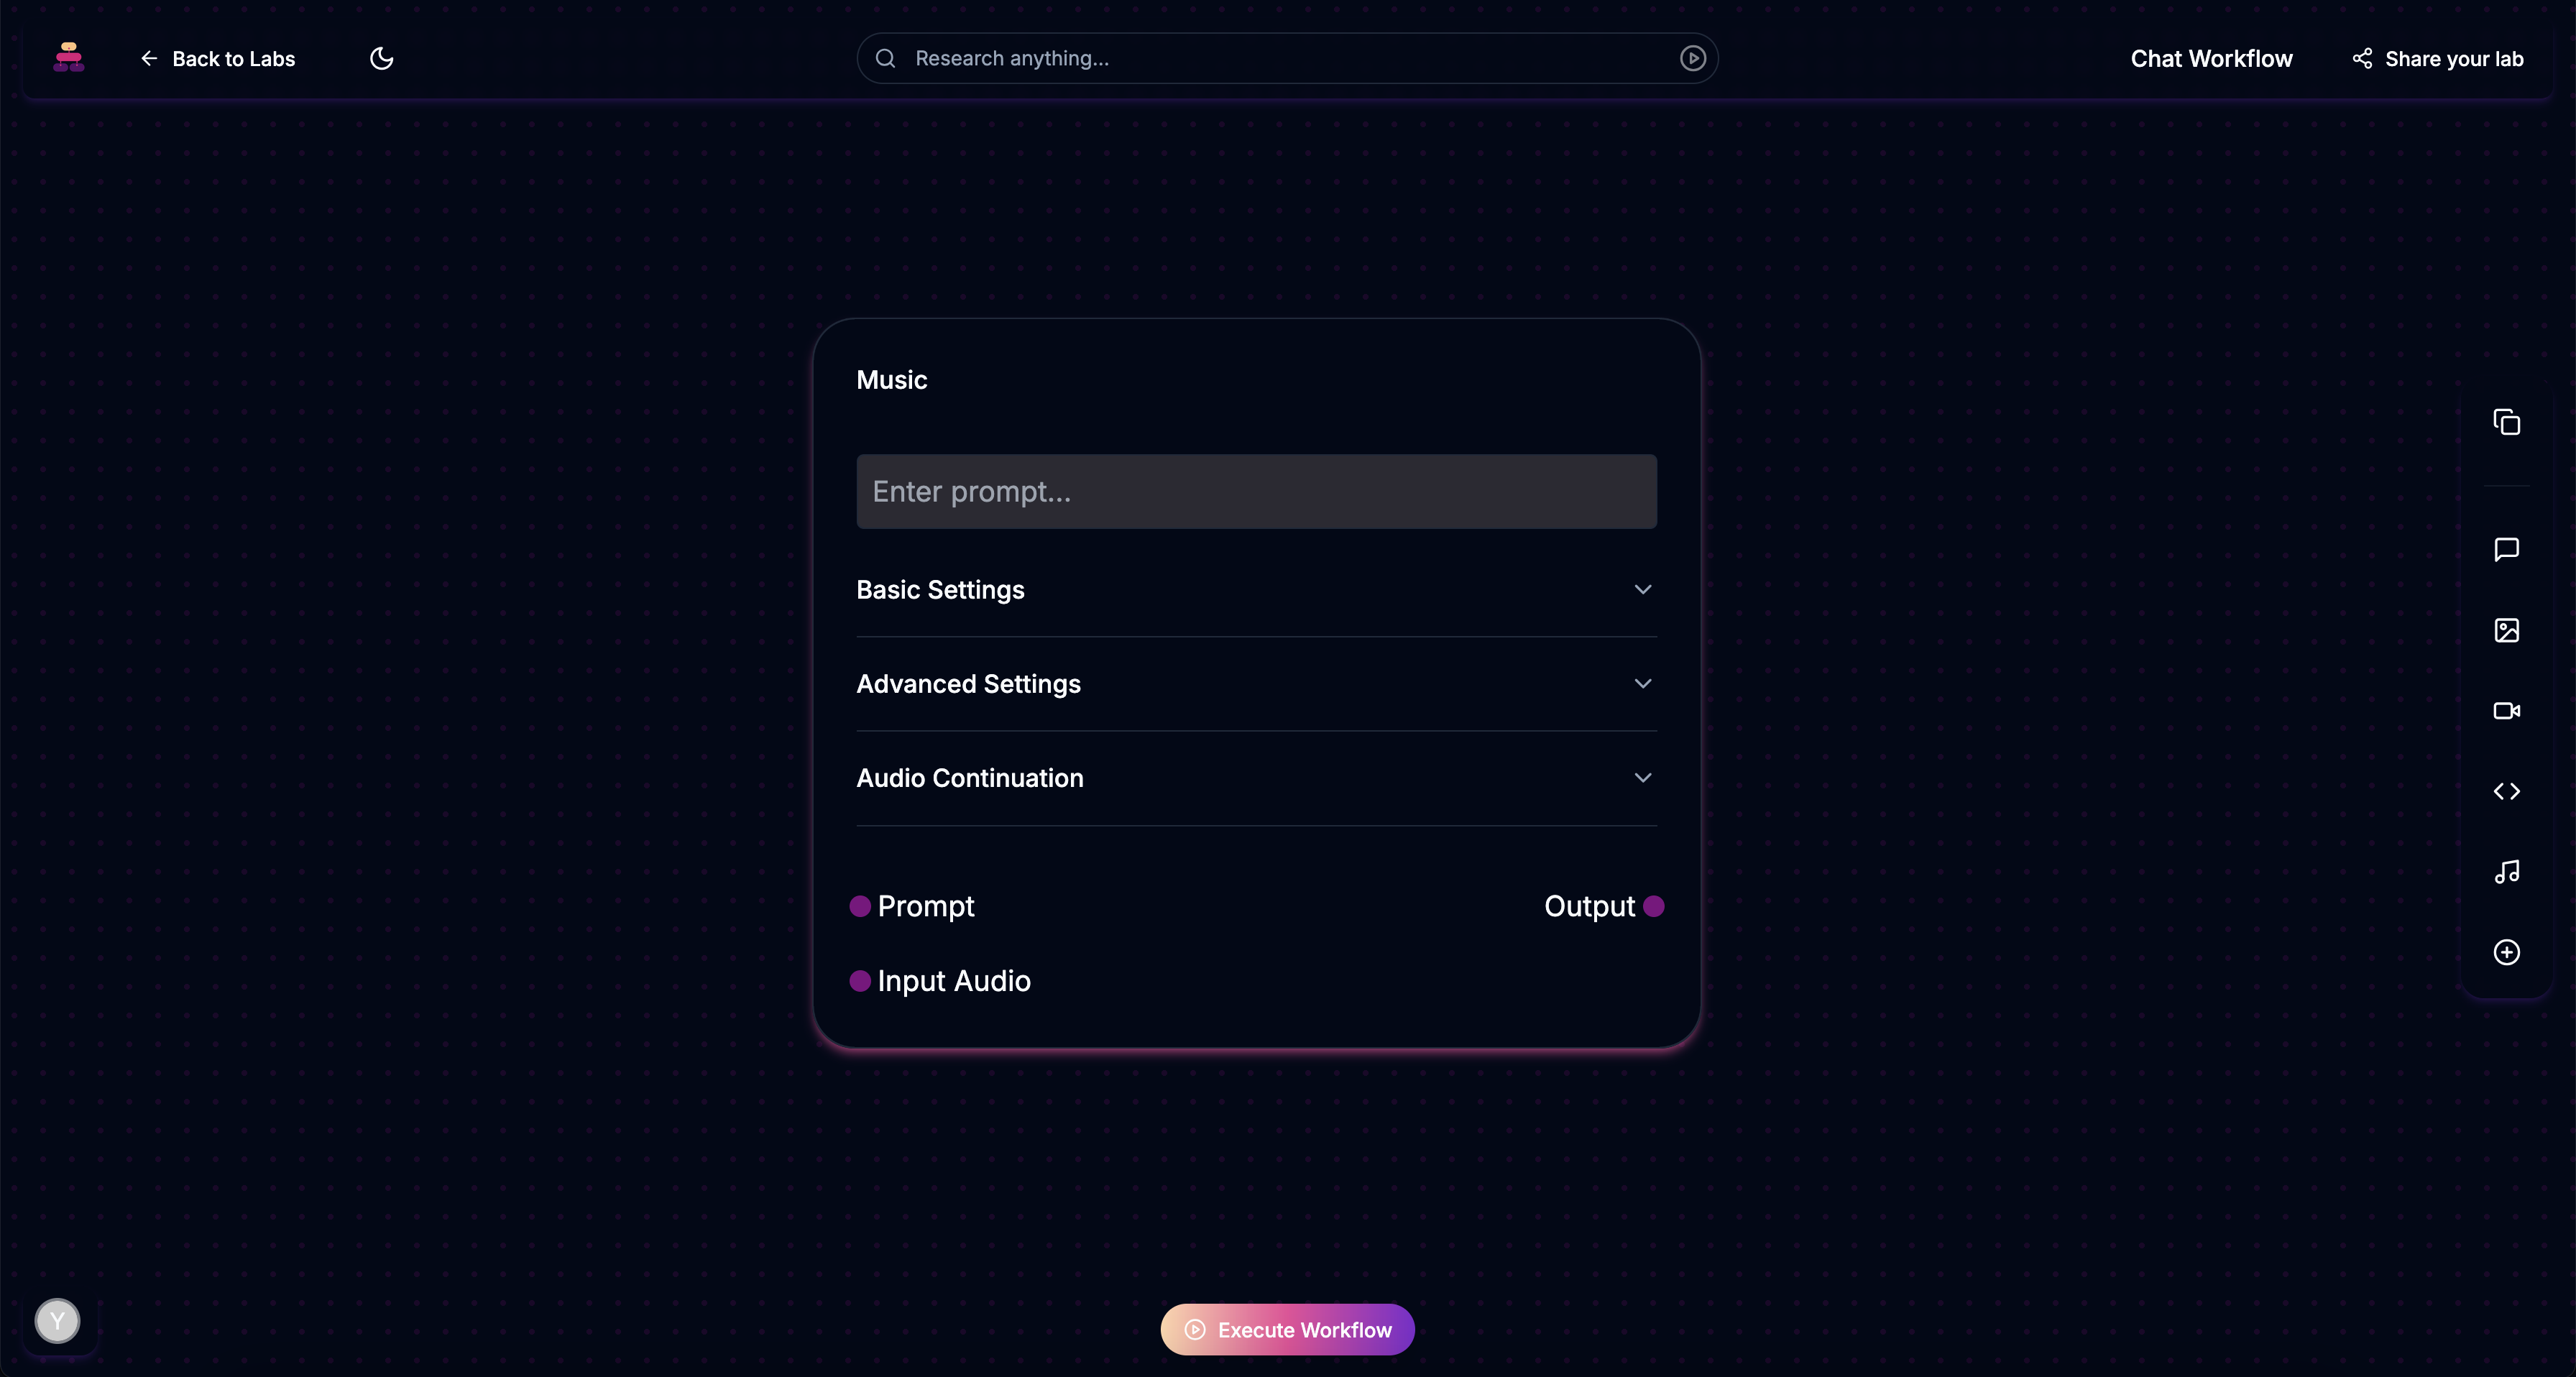 Back to Labs
Research anything...
Chat Workflow
Share your lab
Music
Enter prompt...
Basic Settings
Advanced Settings
Audio Continuation
Prompt
Output
Input Audio
Y
Execute Workflow